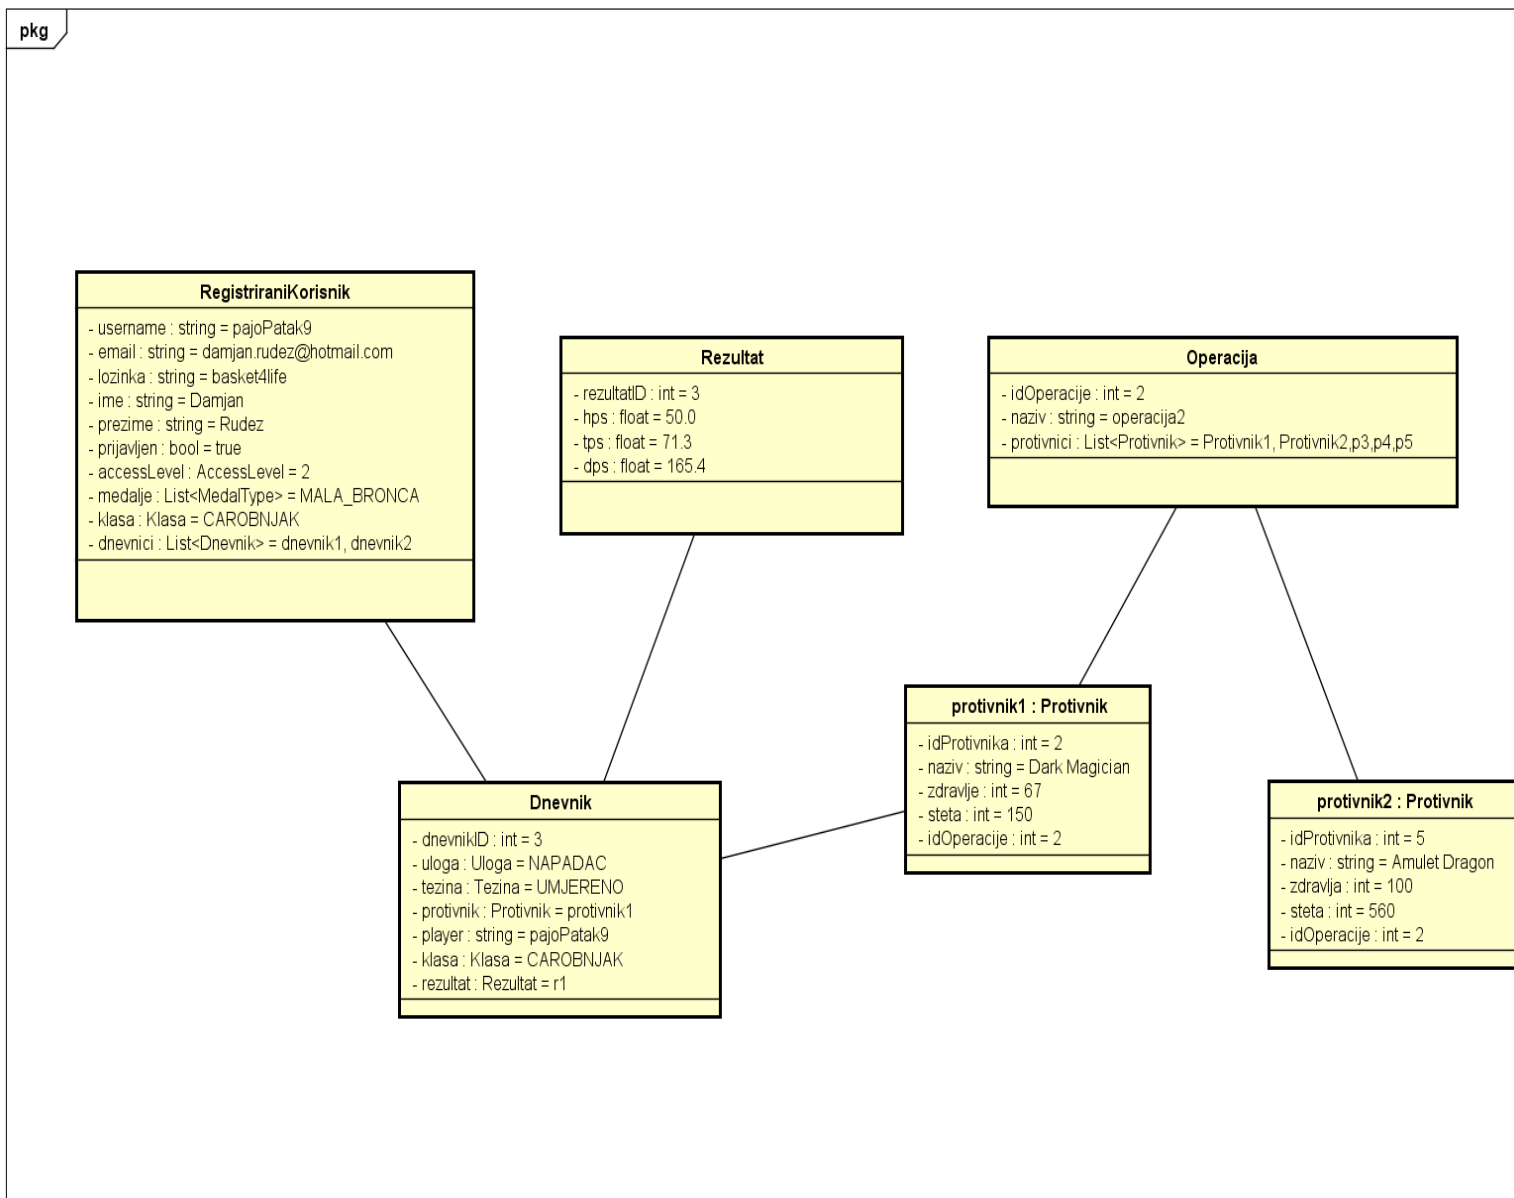 pkg
RegistriraniKorisnik
- username : string = pajoPatak9
- email : string = damjan.rudez@hotmail.com
- lozinka : string = basket4life
- ime : string = Damjan
- prezime : string = Rudez
- prijavljen : bool = true
- accessLevel : AccessLevel = 2
- medalje : List<MedalType> = MALA_BRONCA
- klasa : Klasa = CAROBNJAK
- dnevnici : List<Dnevnik> = dnevnik1, dnevnik2
Rezultat
- rezultatID : int = 3
- hps : float = 50.0
- tps : float = 71.3
- dps : float = 165.4
Operacija
- idOperacije : int = 2
- naziv : string = operacija2
- protivnici : List<Protivnik> = Protivnik1, Protivnik2,p3,p4,p5
Dnevnik
- dnevnikID : int = 3
- uloga : Uloga = NAPADAC
- tezina : Tezina = UMJERENO
- protivnik : Protivnik = protivnik1
- player : string = pajoPatak9
- klasa : Klasa = CAROBNJAK
- rezultat : Rezultat = r1
protivnik1 : Protivnik
- idProtivnika : int = 2
- naziv : string = Dark Magician
- zdravlje : int = 67
- steta : int = 150
- idOperacije : int = 2
protivnik2 : Protivnik
- idProtivnika : int = 5
- naziv : string = Amulet Dragon
- zdravlja : int = 100
- steta : int = 560
- idOperacije : int = 2